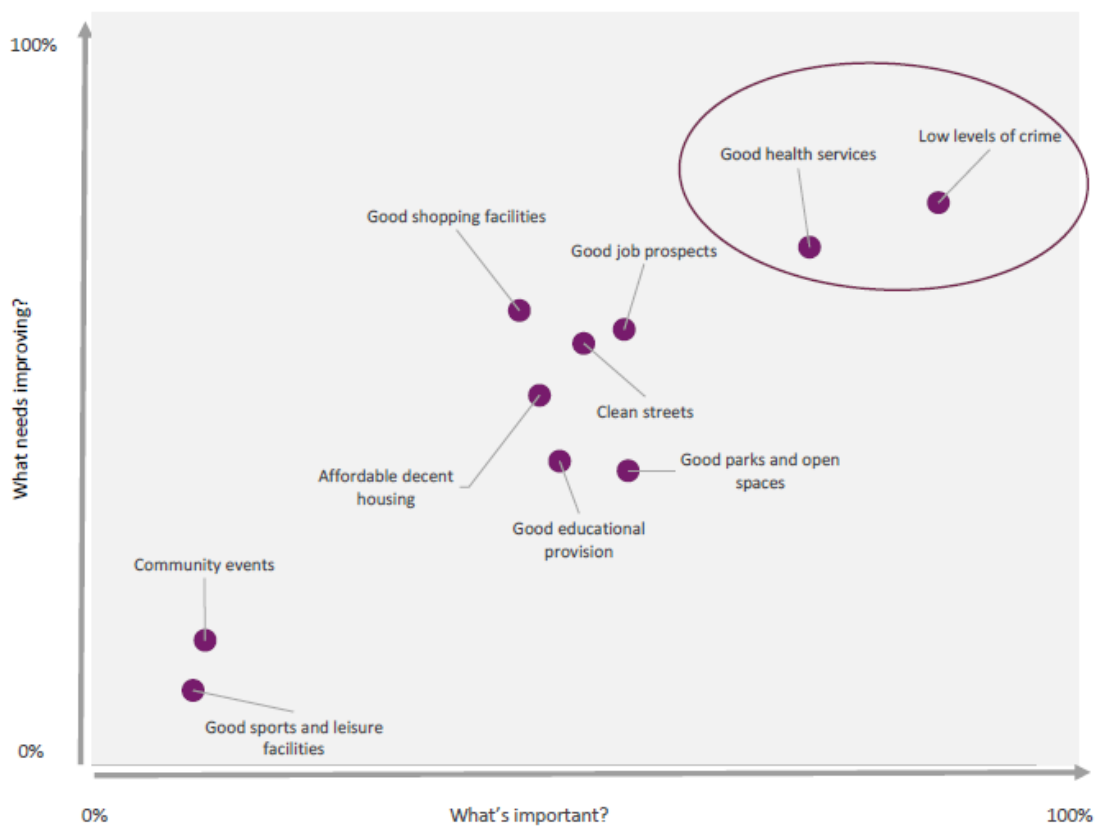 100%
Low levels of crime
Good health services
Good shopping facilities
Good job prospects
What needs improving?
Clean streets
Good parks and open
spaces
Affordable decent
housing
Good educational
provision
Community events
Good sports and leisure
facilities
0%
0%
What's important?
100%